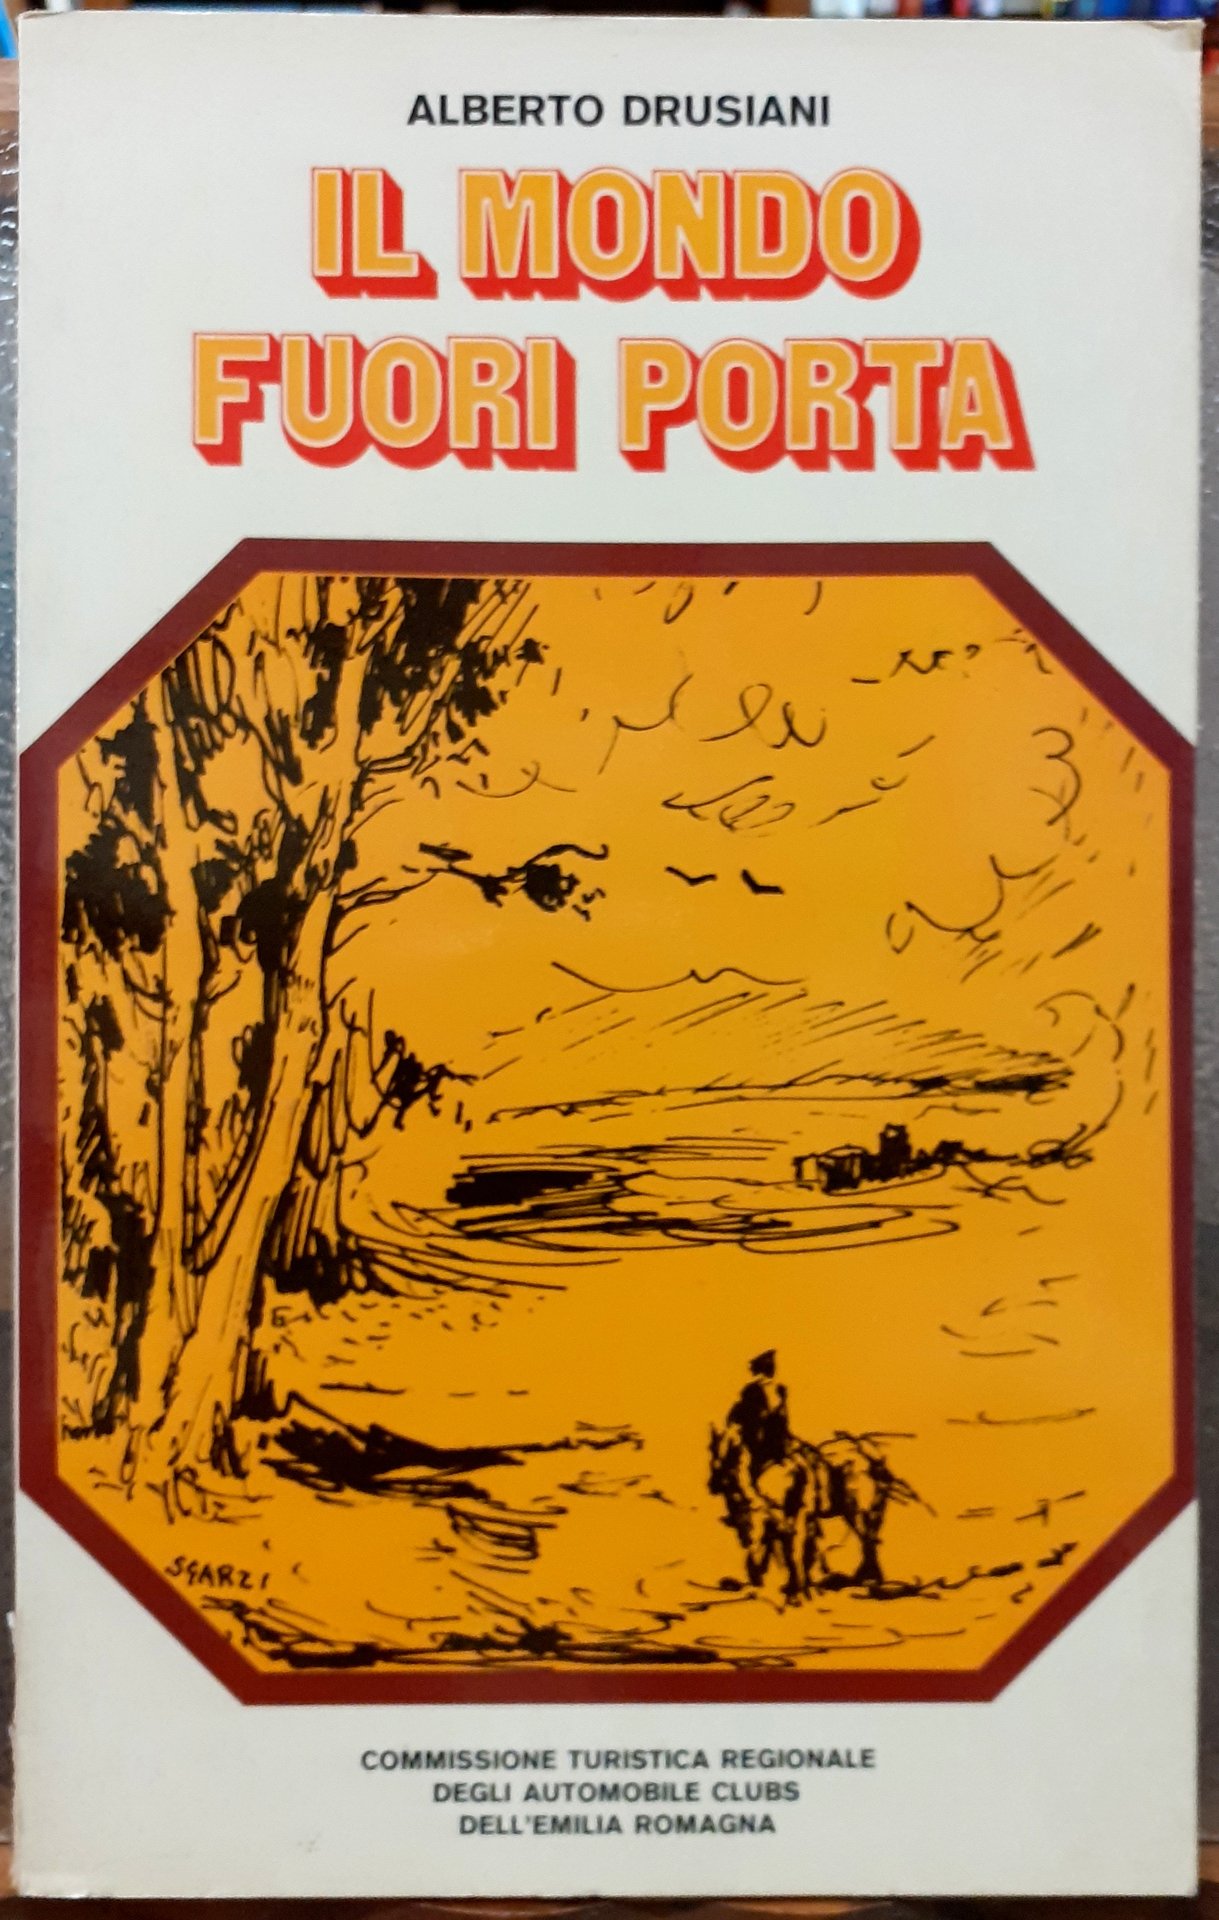 ALBERTO DRUSIANI
IL MONDO
FUORI PORTA
SGARZI
COMMISSIONE TURISTICA REGIONALE
DEGLI AUTOMOBILE CLUBS
DELL'EMILIA ROMAGNA